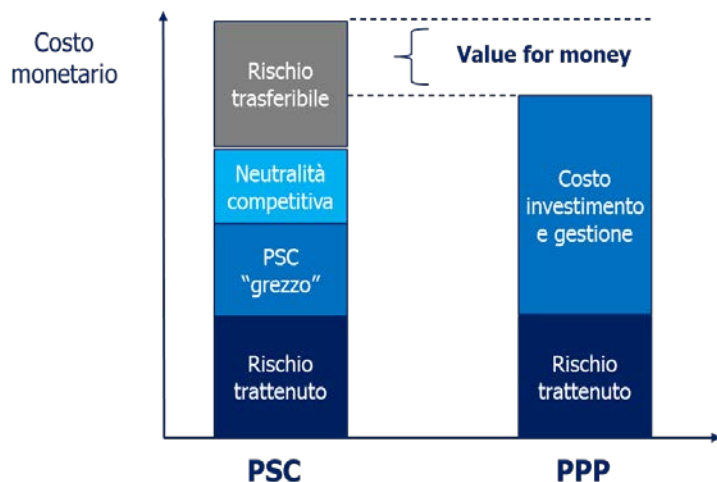 Costo
monetario
Rischio
trasferibile
Value for money
Neutralità
competitiva
Costo
investimento
e gestione
PSC
“grezzo”
Rischio
trattenuto
Rischio
trattenuto
PSC
PPP